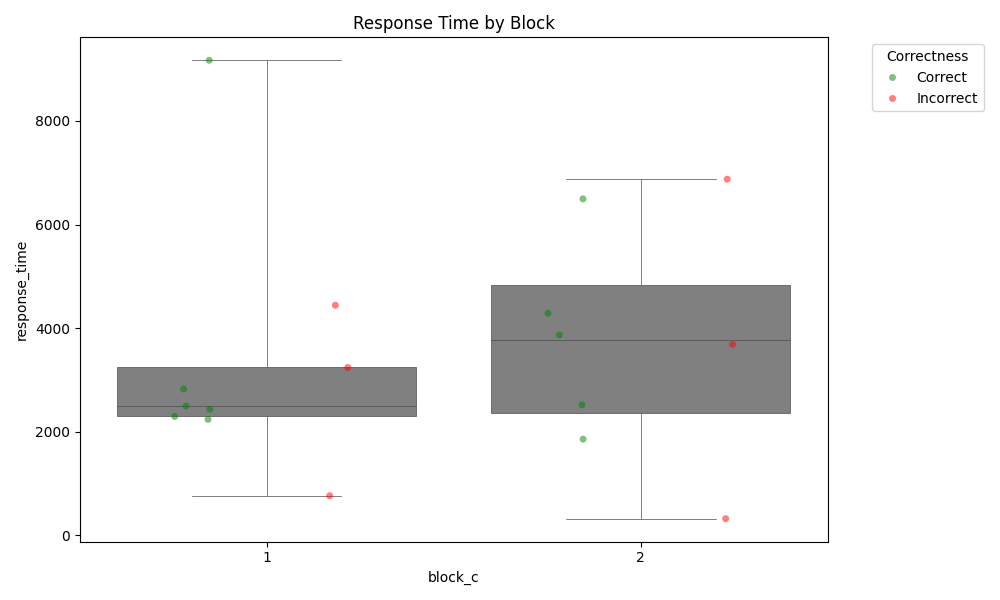 Response Time by Block
Correctness
Correct
Incorrect
response_time
8000
6000
4000
2000
0
1
2
block_c